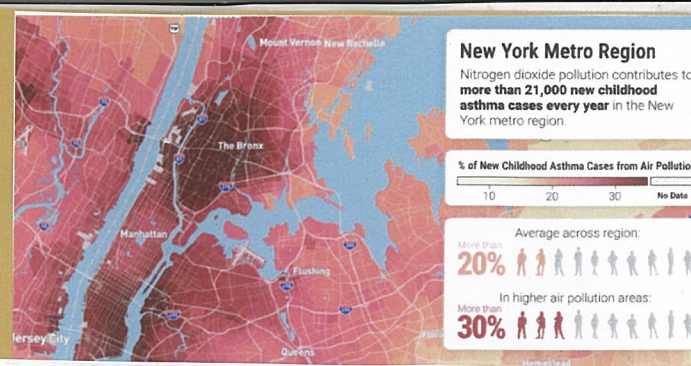 Mount Vernon
New Rochelle
The Bronx
Manhattan
Flushing
Queens
ersey City
Hempstead
New York Metro Region
Nitrogen dioxide pollution contributes to
more than 21,000 new childhood
asthma cases every year in the New
York metro region.
% of New Childhood Asthma Cases from Air Pollutio
10 20 30 No Data
Average across region:
More than
20%
In higher air pollution areas:
More than
30%